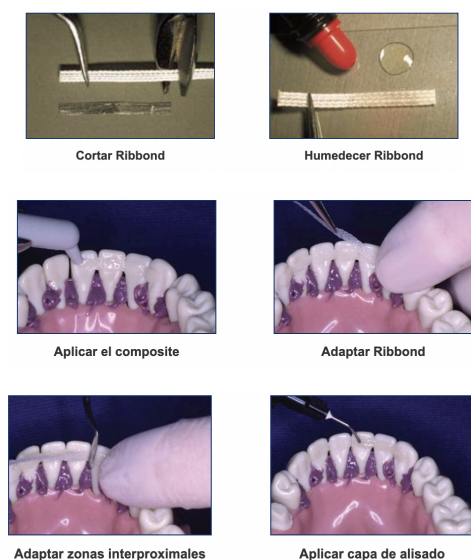 Cortar Ribbond
Humedecer Ribbond
Aplicar el composite
Adaptar Ribbond
Adaptar zonas interproximales
Aplicar capa de alisado